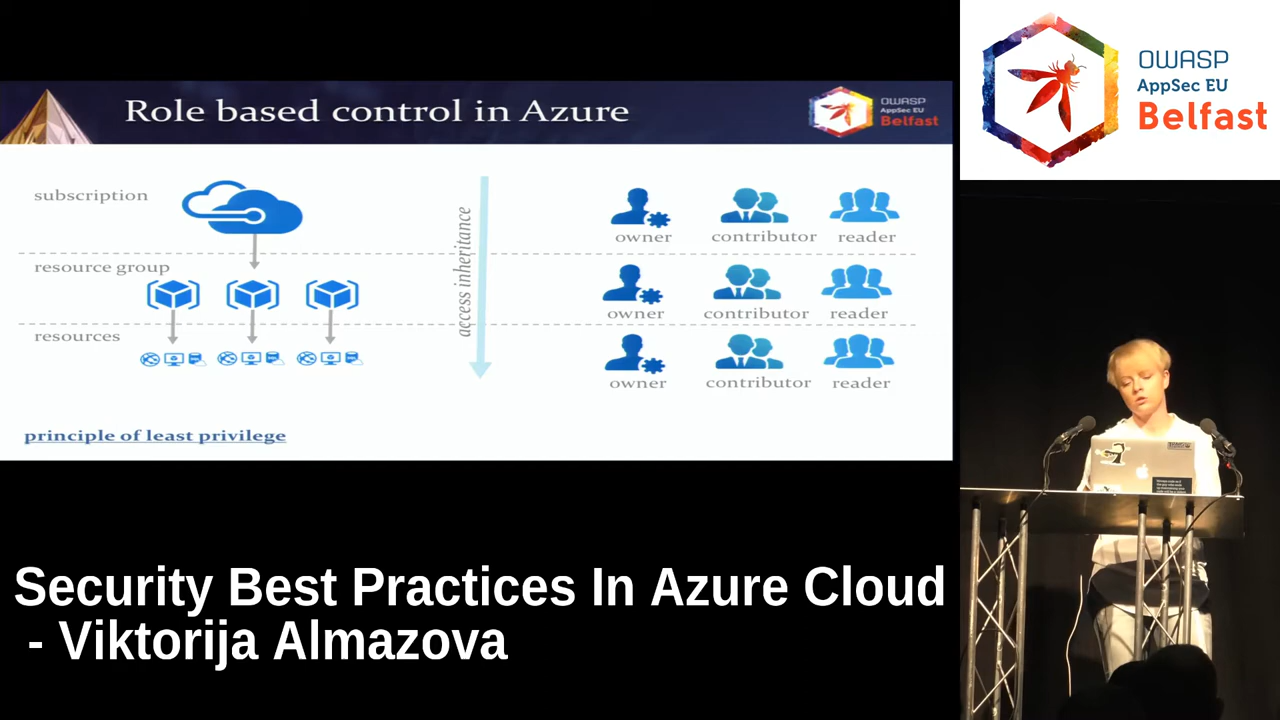 Role based control in Azure
OWASP
AppSec EU
Belfast
subscription
owner
contributor
reader
resource group
access inheritance
owner
contributor
reader
resources
owner
contributor
reader
principle of least privilege
OWASP
AppSec EU
Belfast
Security Best Practices In Azure Cloud
- Viktorija Almazova